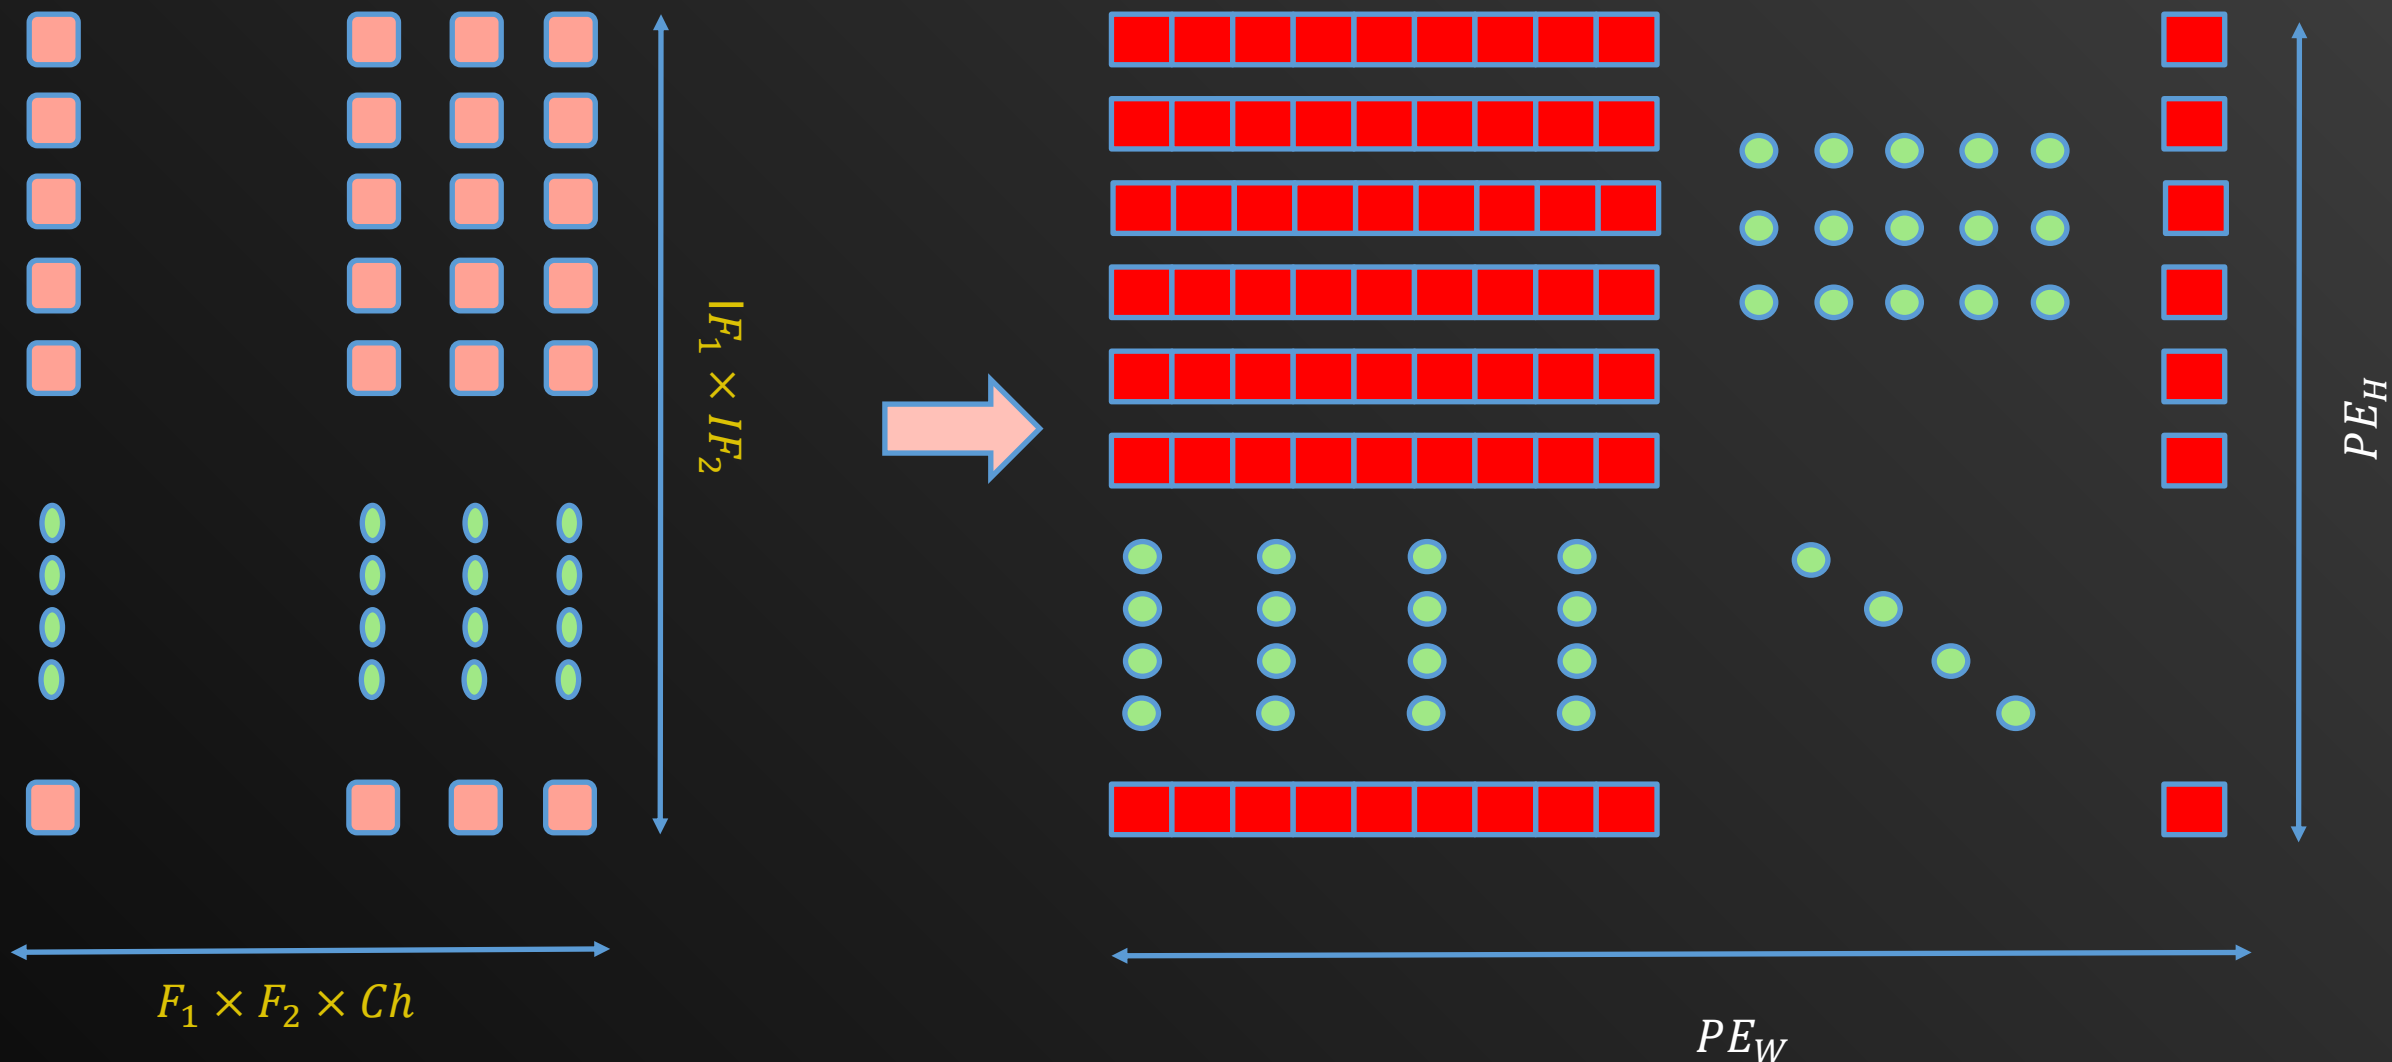 IF₁ × IF₂
PE_H
F₁ × F₂ × Ch
PE_W